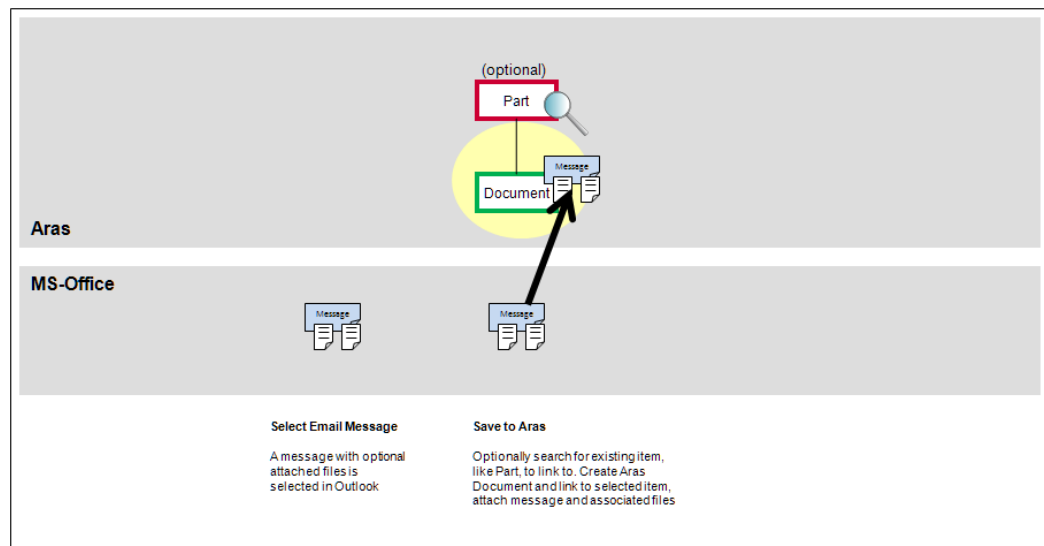 (optional)
Part
Message
Document
Aras
MS-Office
Message
Message
Select Email Message
A message with optional
attached files is
selected in Outlook
Save to Aras
Optionally search for existing item,
like Part, to link to. Create Aras
Document and link to selected item,
attach message and associated files